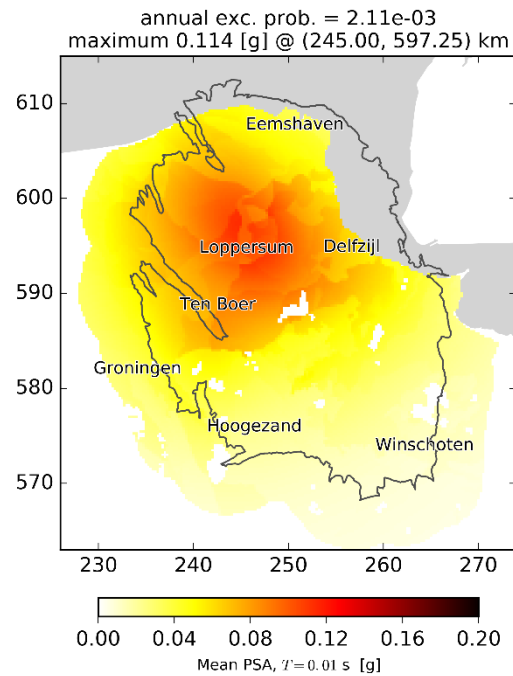 annual exc. prob. = 2.11e-03
maximum 0.114 [g] @ (245.00, 597.25) km
610
Eemshaven
600
Loppersum Delfzijl
590
Ten Boer
Groningen
580
Hoogezand
Winschoten
570
230 240 250 260 270
0.00 0.04 0.08 0.12 0.16 0.20
Mean PSA, T = 0.01 s [g]